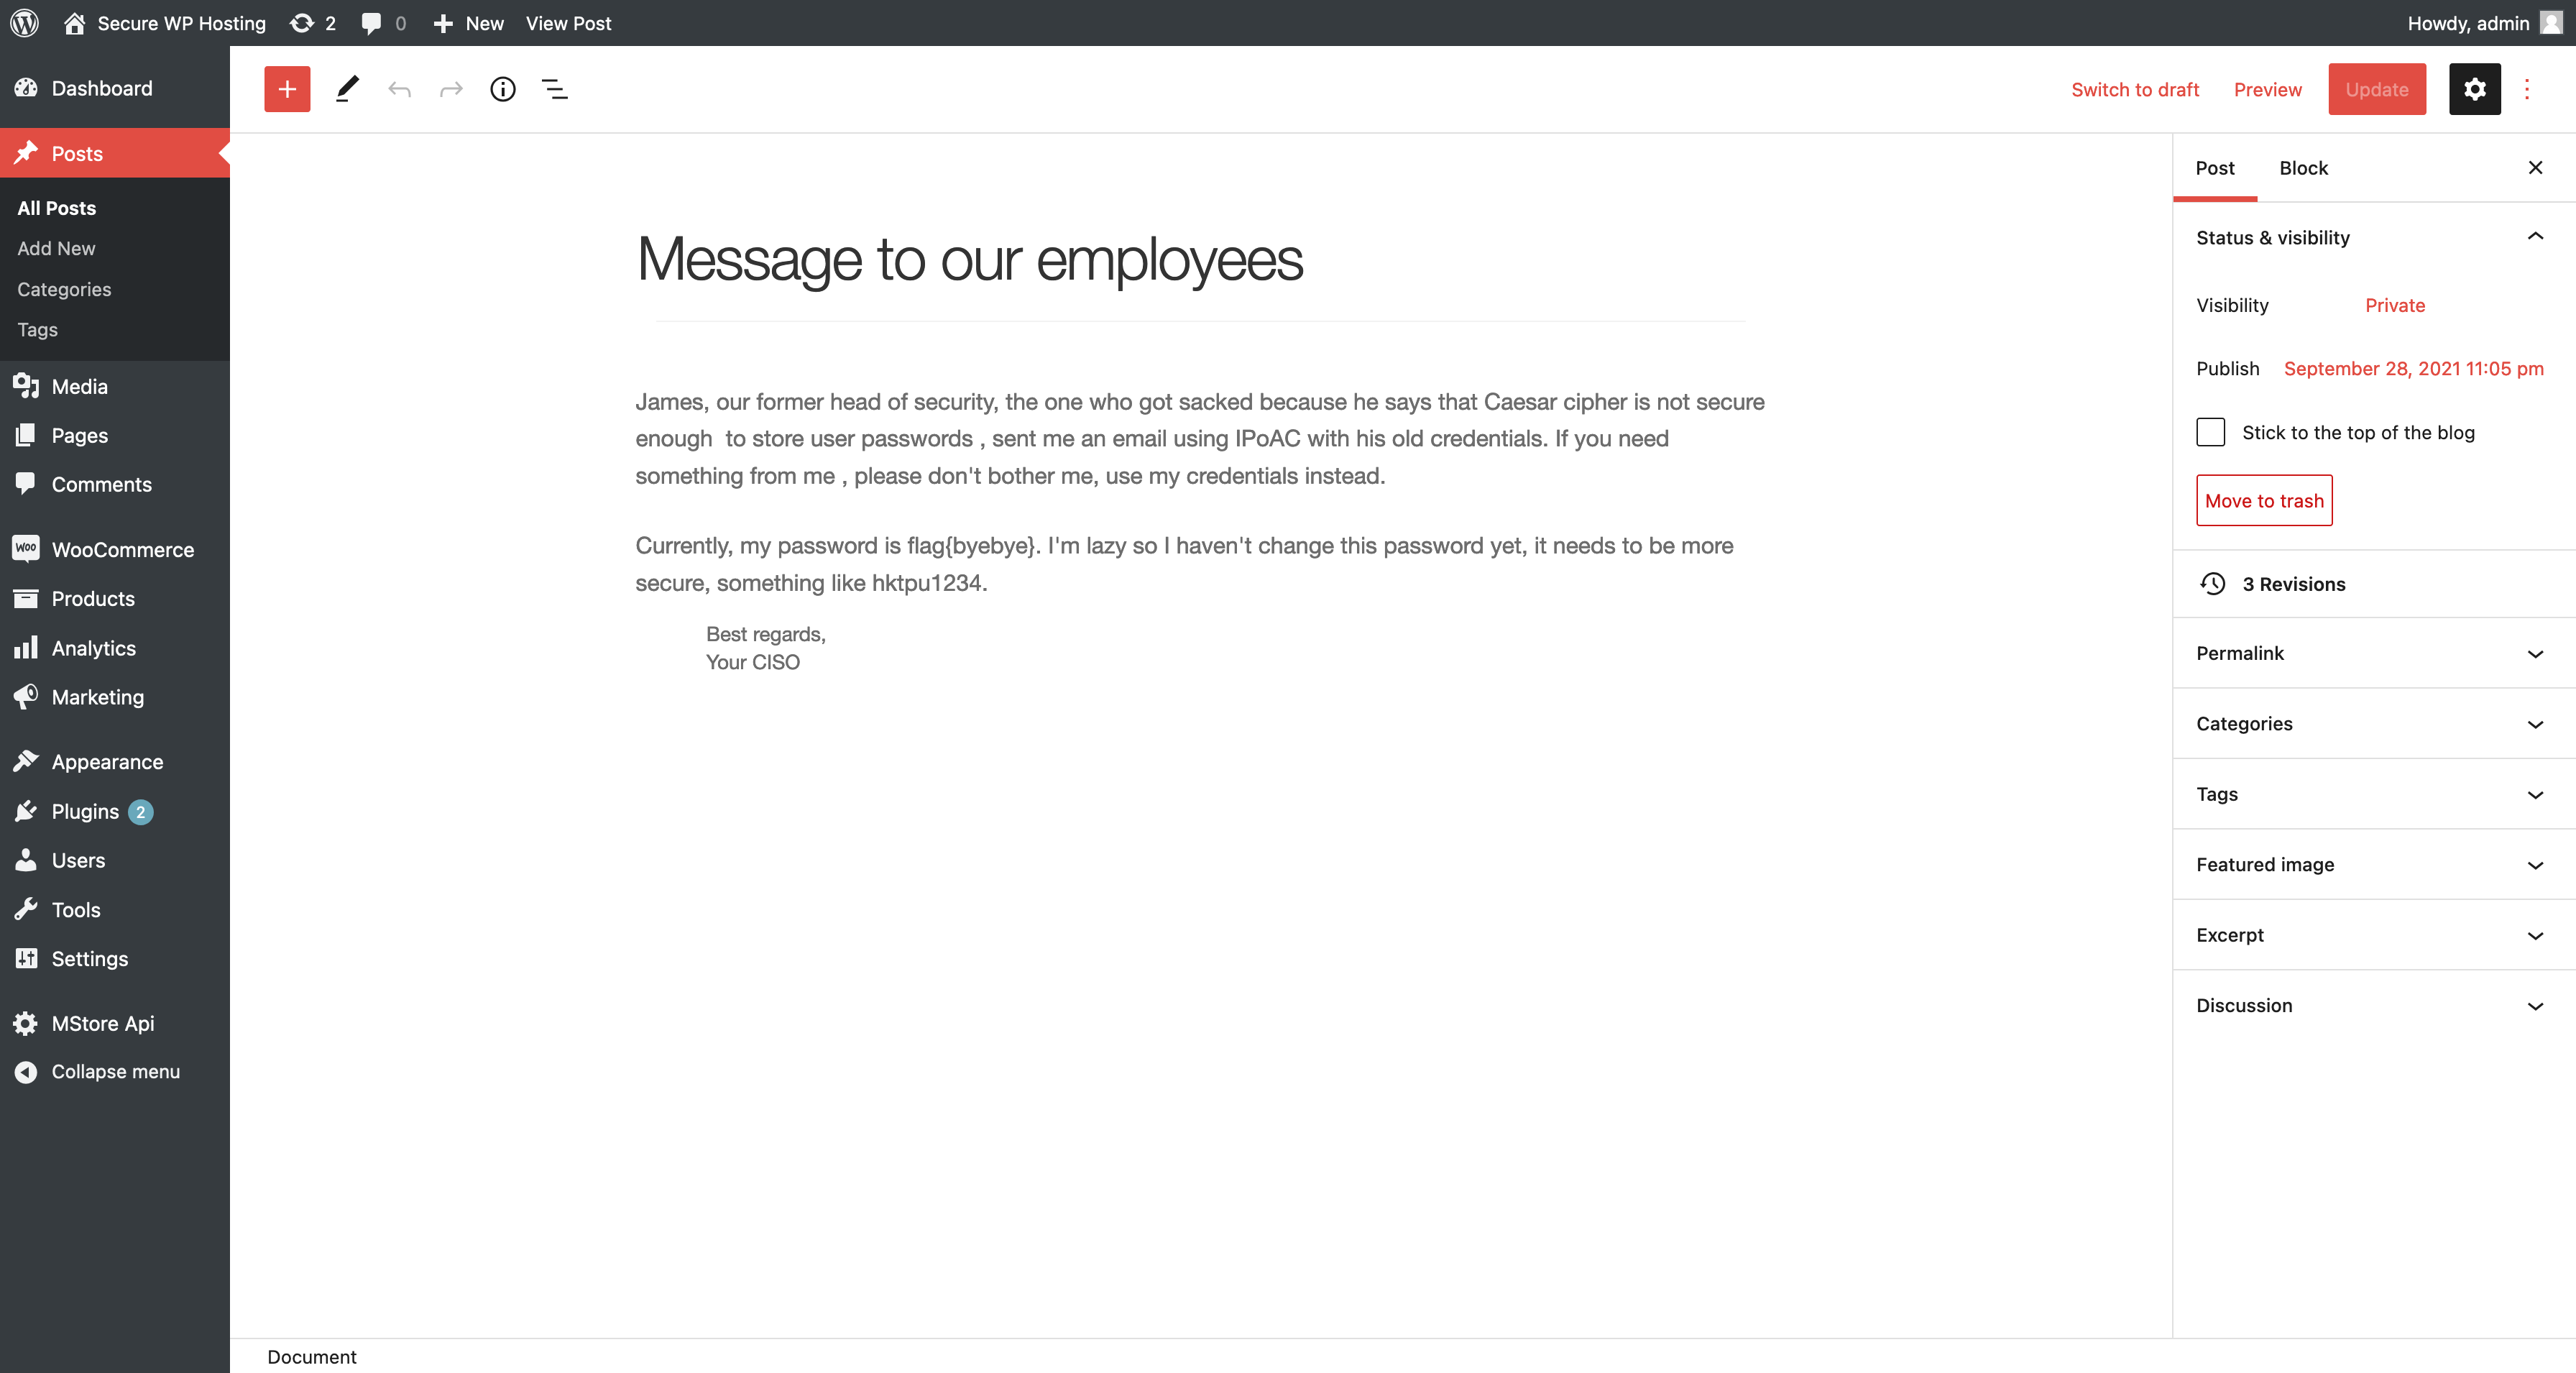 Secure WP Hosting 2 0 New View Post Howdy, admin
Dashboard
Posts
All Posts
Add New
Categories
Tags
Media
Pages
Comments
Woo WooCommerce
Products
Analytics
Marketing
Appearance
Plugins 2
Users
Tools
Settings
MStore Api
Collapse menu
Switch to draft Preview Update
Message to our employees
James, our former head of security, the one who got sacked because he says that Caesar cipher is not secure
enough  to store user passwords , sent me an email using IPoAC with his old credentials. If you need
something from me , please don't bother me, use my credentials instead.
Currently, my password is flag{byebye}. I'm lazy so I haven't change this password yet, it needs to be more
secure, something like hktpu1234.
Best regards,
Your CISO
Post Block
Status & visibility
Visibility Private
Publish September 28, 2021 11:05 pm
Stick to the top of the blog
Move to trash
3 Revisions
Permalink
Categories
Tags
Featured image
Excerpt
Discussion
Document